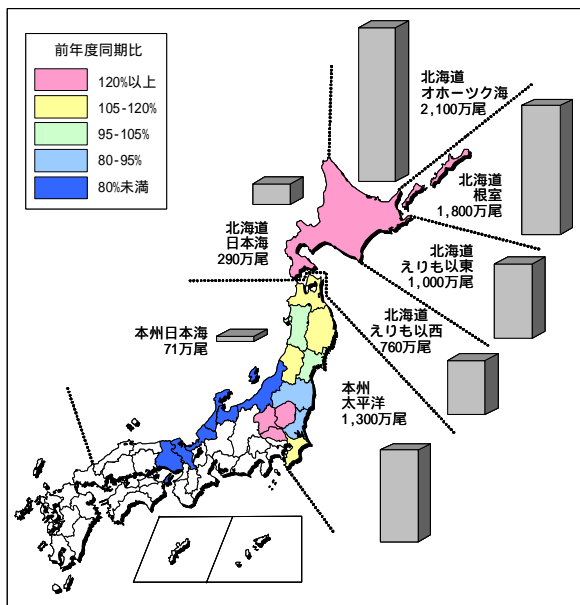 前年度同期比
120%以上
105-120%
95-105%
80-95%
80%未満
北海道
オホーツク海
2,100万尾
北海道
根室
1,800万尾
北海道
日本海
290万尾
北海道
えりも以東
1,000万尾
北海道
えりも以西
760万尾
本州日本海
71万尾
本州
太平洋
1,300万尾